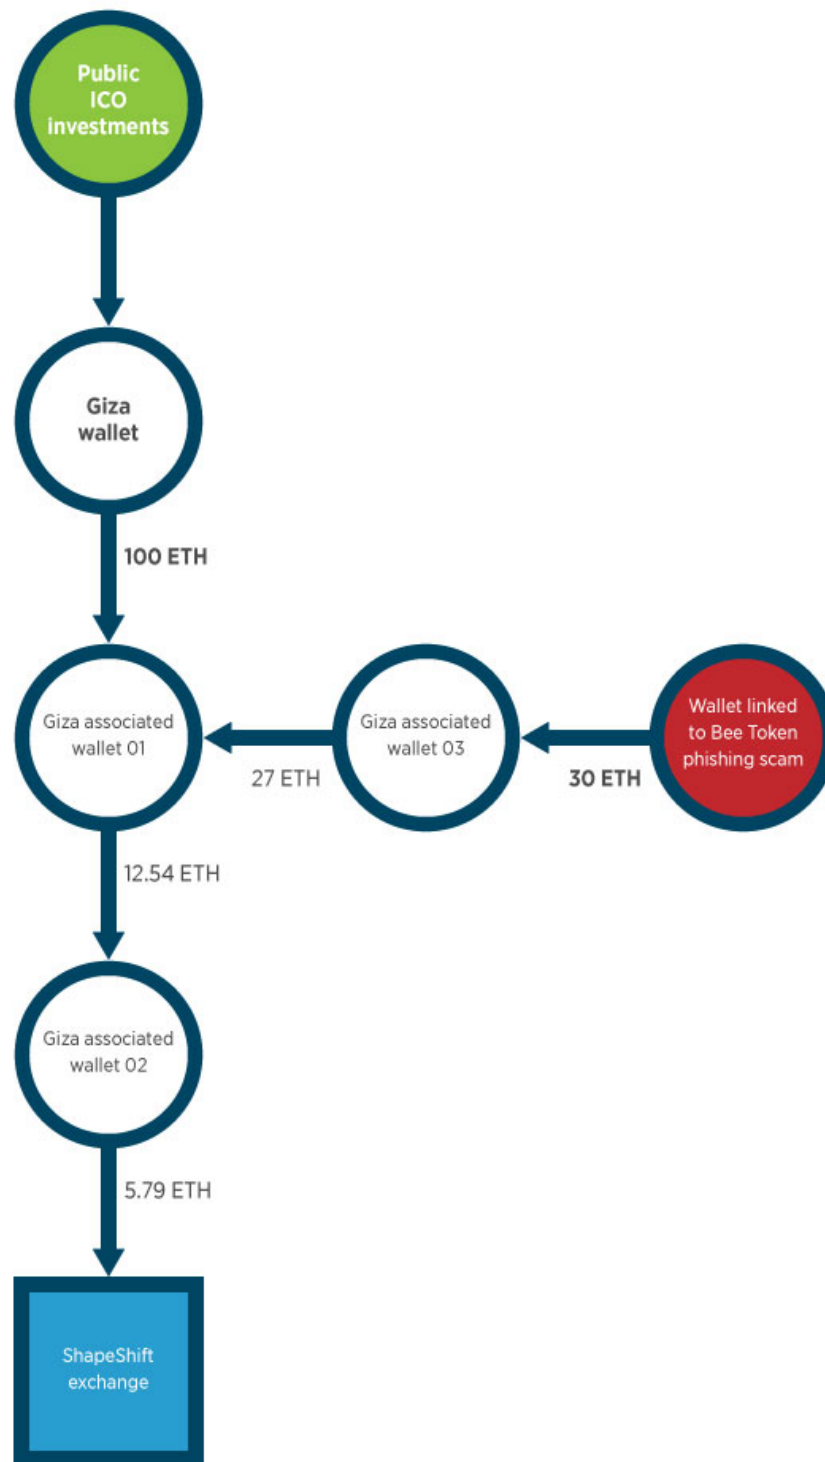 Public
ICO
investments
Giza
wallet
100 ETH
Giza associated
wallet 01
27 ETH
Giza associated
wallet 03
30 ETH
Wallet linked
to Bee Token
phishing scam
12.54 ETH
Giza associated
wallet 02
5.79 ETH
ShapeShift
exchange